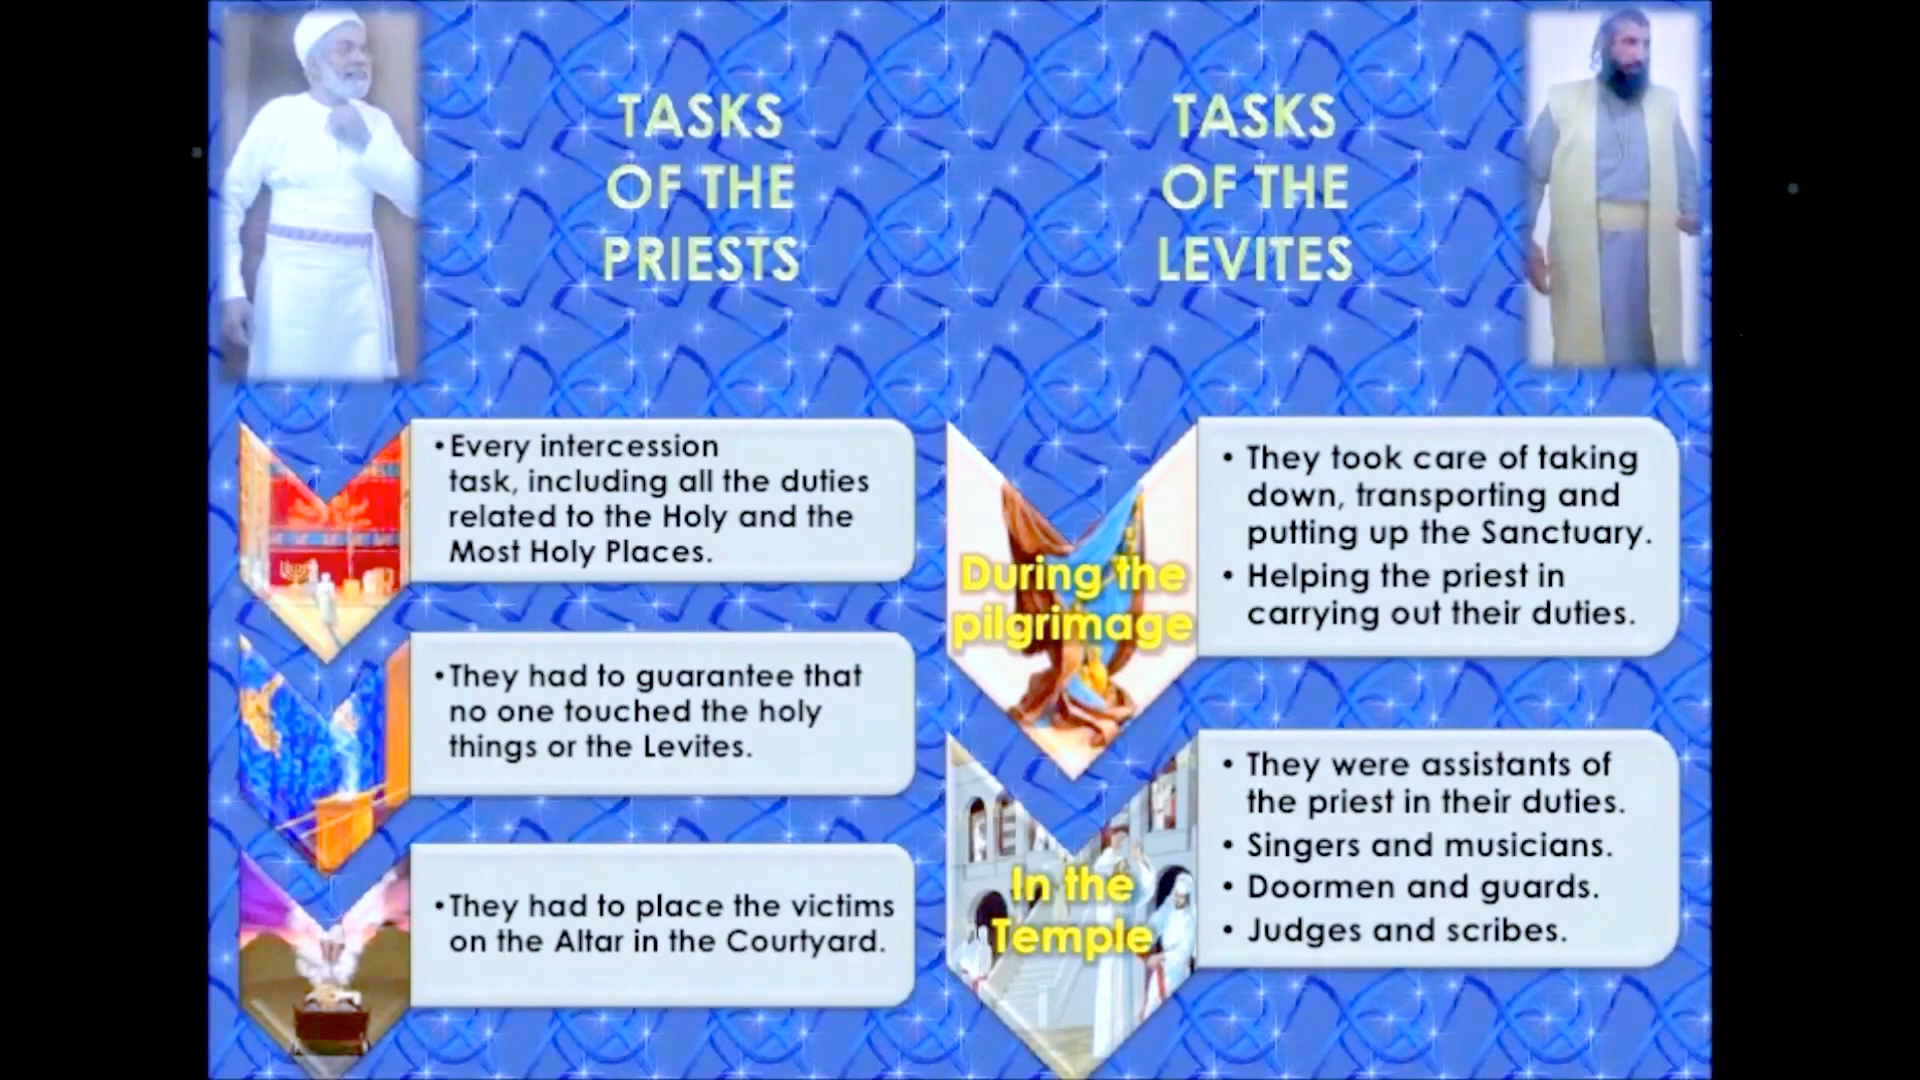 TASKS
OF THE
PRIESTS
•Every intercession
task, including all the duties
related to the Holy and the
Most Holy Places.
•They had to guarantee that
no one touched the holy
things or the Levites.
•They had to place the victims
on the Altar in the Courtyard.
TASKS
OF THE
LEVITES
During the
pilgrimage
• They took care of taking
down, transporting and
putting up the Sanctuary.
• Helping the priest in
carrying out their duties.
In the
Temple
• They were assistants of
the priest in their duties.
• Singers and musicians.
• Doormen and guards.
• Judges and scribes.